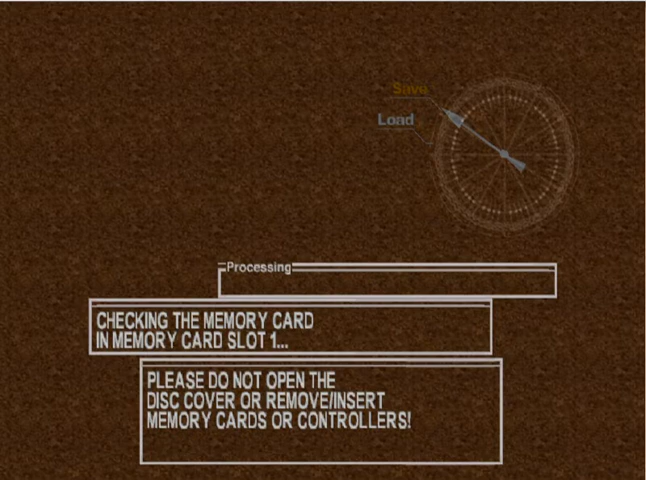 Save
Load
Processing
CHECKING THE MEMORY CARD
IN MEMORY CARD SLOT 1...
PLEASE DO NOT OPEN THE
DISC COVER OR REMOVE/INSERT
MEMORY CARDS OR CONTROLLERS!